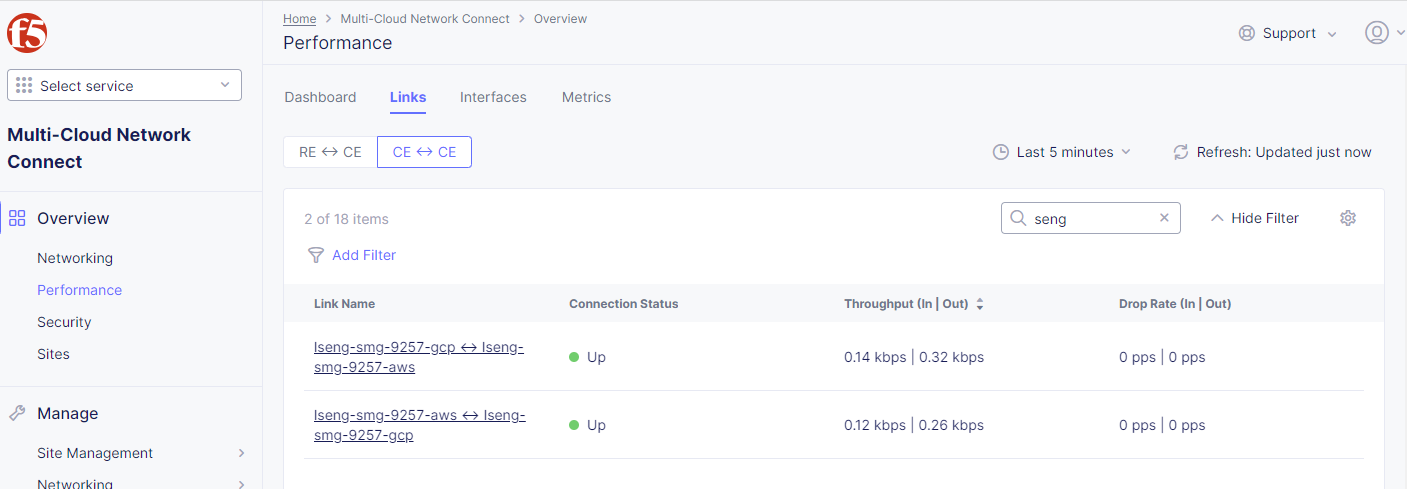 f5
Home > Multi-Cloud Network Connect > Overview
Performance
Support
Select service
Multi-Cloud Network
Connect
Overview
Networking
Performance
Security
Sites
Manage
Site Management
Networking
Dashboard Links Interfaces Metrics
RE ↔ CE CE ↔ CE
Last 5 minutes
Refresh: Updated just now
2 of 18 items
seng
Hide Filter
Add Filter
Link Name Connection Status Throughput (In | Out) Drop Rate (In | Out)
lseng-smg-9257-gcp ↔ lseng-
smg-9257-aws
Up 0.14 kbps | 0.32 kbps 0 pps | 0 pps
lseng-smg-9257-aws ↔ lseng-
smg-9257-gcp
Up 0.12 kbps | 0.26 kbps 0 pps | 0 pps